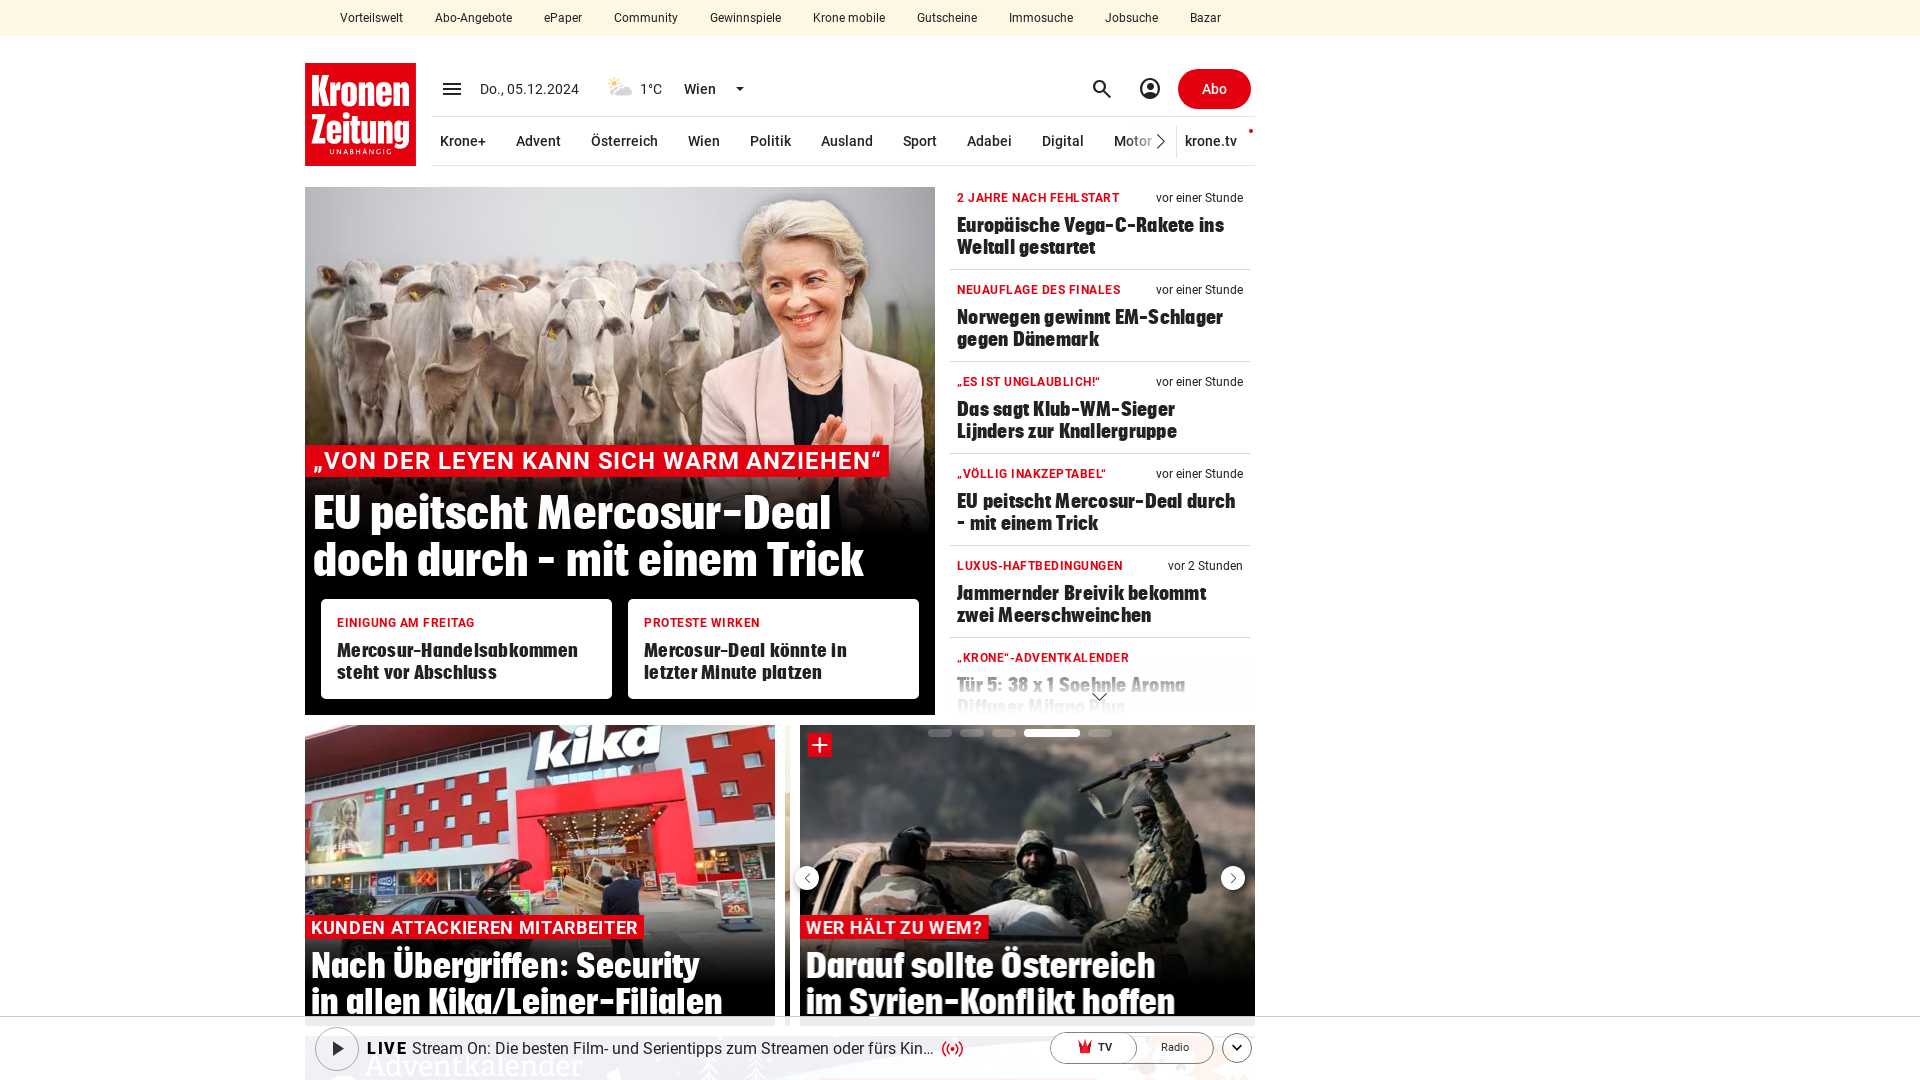 Vorteilswelt Abo-Angebote ePaper Community Gewinnspiele Krone mobile Gutscheine Immosuche Jobsuche Bazar
Kronen
Zeitung
UNABHÄNGIG
Do., 05.12.2024 1°C Wien Abo
Krone+ Advent Österreich Wien Politik Ausland Sport Adabei Digital Motor krone.tv
„VON DER LEYEN KANN SICH WARM ANZIEHEN“
EU peitscht Mercosur-Deal
doch durch – mit einem Trick
EINIGUNG AM FREITAG
Mercosur-Handelsabkommen
steht vor Abschluss
PROTESTE WIRKEN
Mercosur-Deal könnte in
letzter Minute platzen
2 JAHRE NACH FEHLSTART vor einer Stunde
Europäische Vega-C-Rakete ins
Weltall gestartet
NEUAUFLAGE DES FINALES vor einer Stunde
Norwegen gewinnt EM-Schlager
gegen Dänemark
„ES IST UNGLAUBLICH!“ vor einer Stunde
Das sagt Klub-WM-Sieger
Lijnders zur Knallergruppe
„VÖLLIG INAKZEPTABEL“ vor einer Stunde
EU peitscht Mercosur-Deal durch
– mit einem Trick
LUXUS-HAFTBEDINGUNGEN vor 2 Stunden
Jammernder Breivik bekommt
zwei Meerschweinchen
„KRONE“-ADVENTKALENDER
Tür 5: 38 x 1 Soehnle Aroma
Diffuser Milano Plus
kika
20%
KUNDEN ATTACKIEREN MITARBEITER
Nach Übergriffen: Security
in allen Kika/Leiner-Filialen
WER HÄLT ZU WEM?
Darauf sollte Österreich
im Syrien-Konflikt hoffen
LIVE Stream On: Die besten Film- und Serientipps zum Streamen oder fürs Kin... TV Radio
Adventkalender